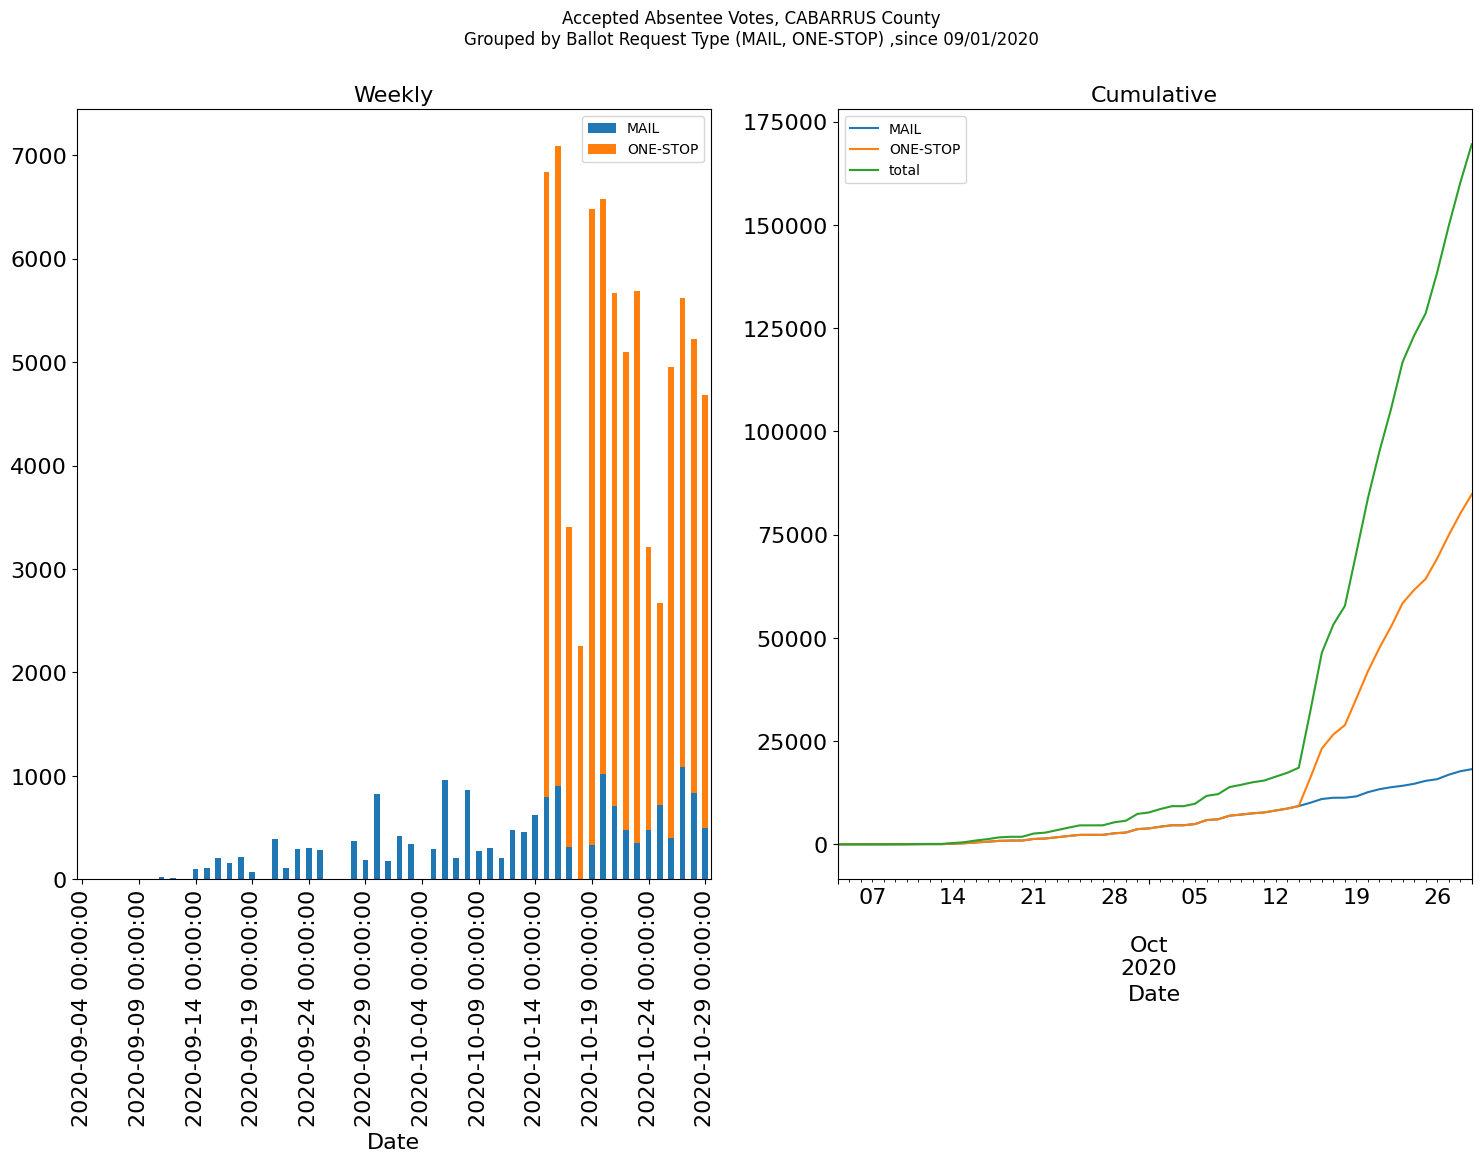 Accepted Absentee Votes, CABARRUS County
Grouped by Ballot Request Type (MAIL, ONE-STOP) ,since 09/01/2020
Weekly
MAIL
ONE-STOP
7000
6000
5000
4000
3000
2000
1000
0
2020-09-04 00:00:00
2020-09-09 00:00:00
2020-09-14 00:00:00
2020-09-19 00:00:00
2020-09-24 00:00:00
2020-09-29 00:00:00
2020-10-04 00:00:00
2020-10-09 00:00:00
2020-10-14 00:00:00
2020-10-19 00:00:00
2020-10-24 00:00:00
2020-10-29 00:00:00
Date
Cumulative
MAIL
ONE-STOP
total
175000
150000
125000
100000
75000
50000
25000
0
07 14 21 28 05 12 19 26
Oct
2020
Date